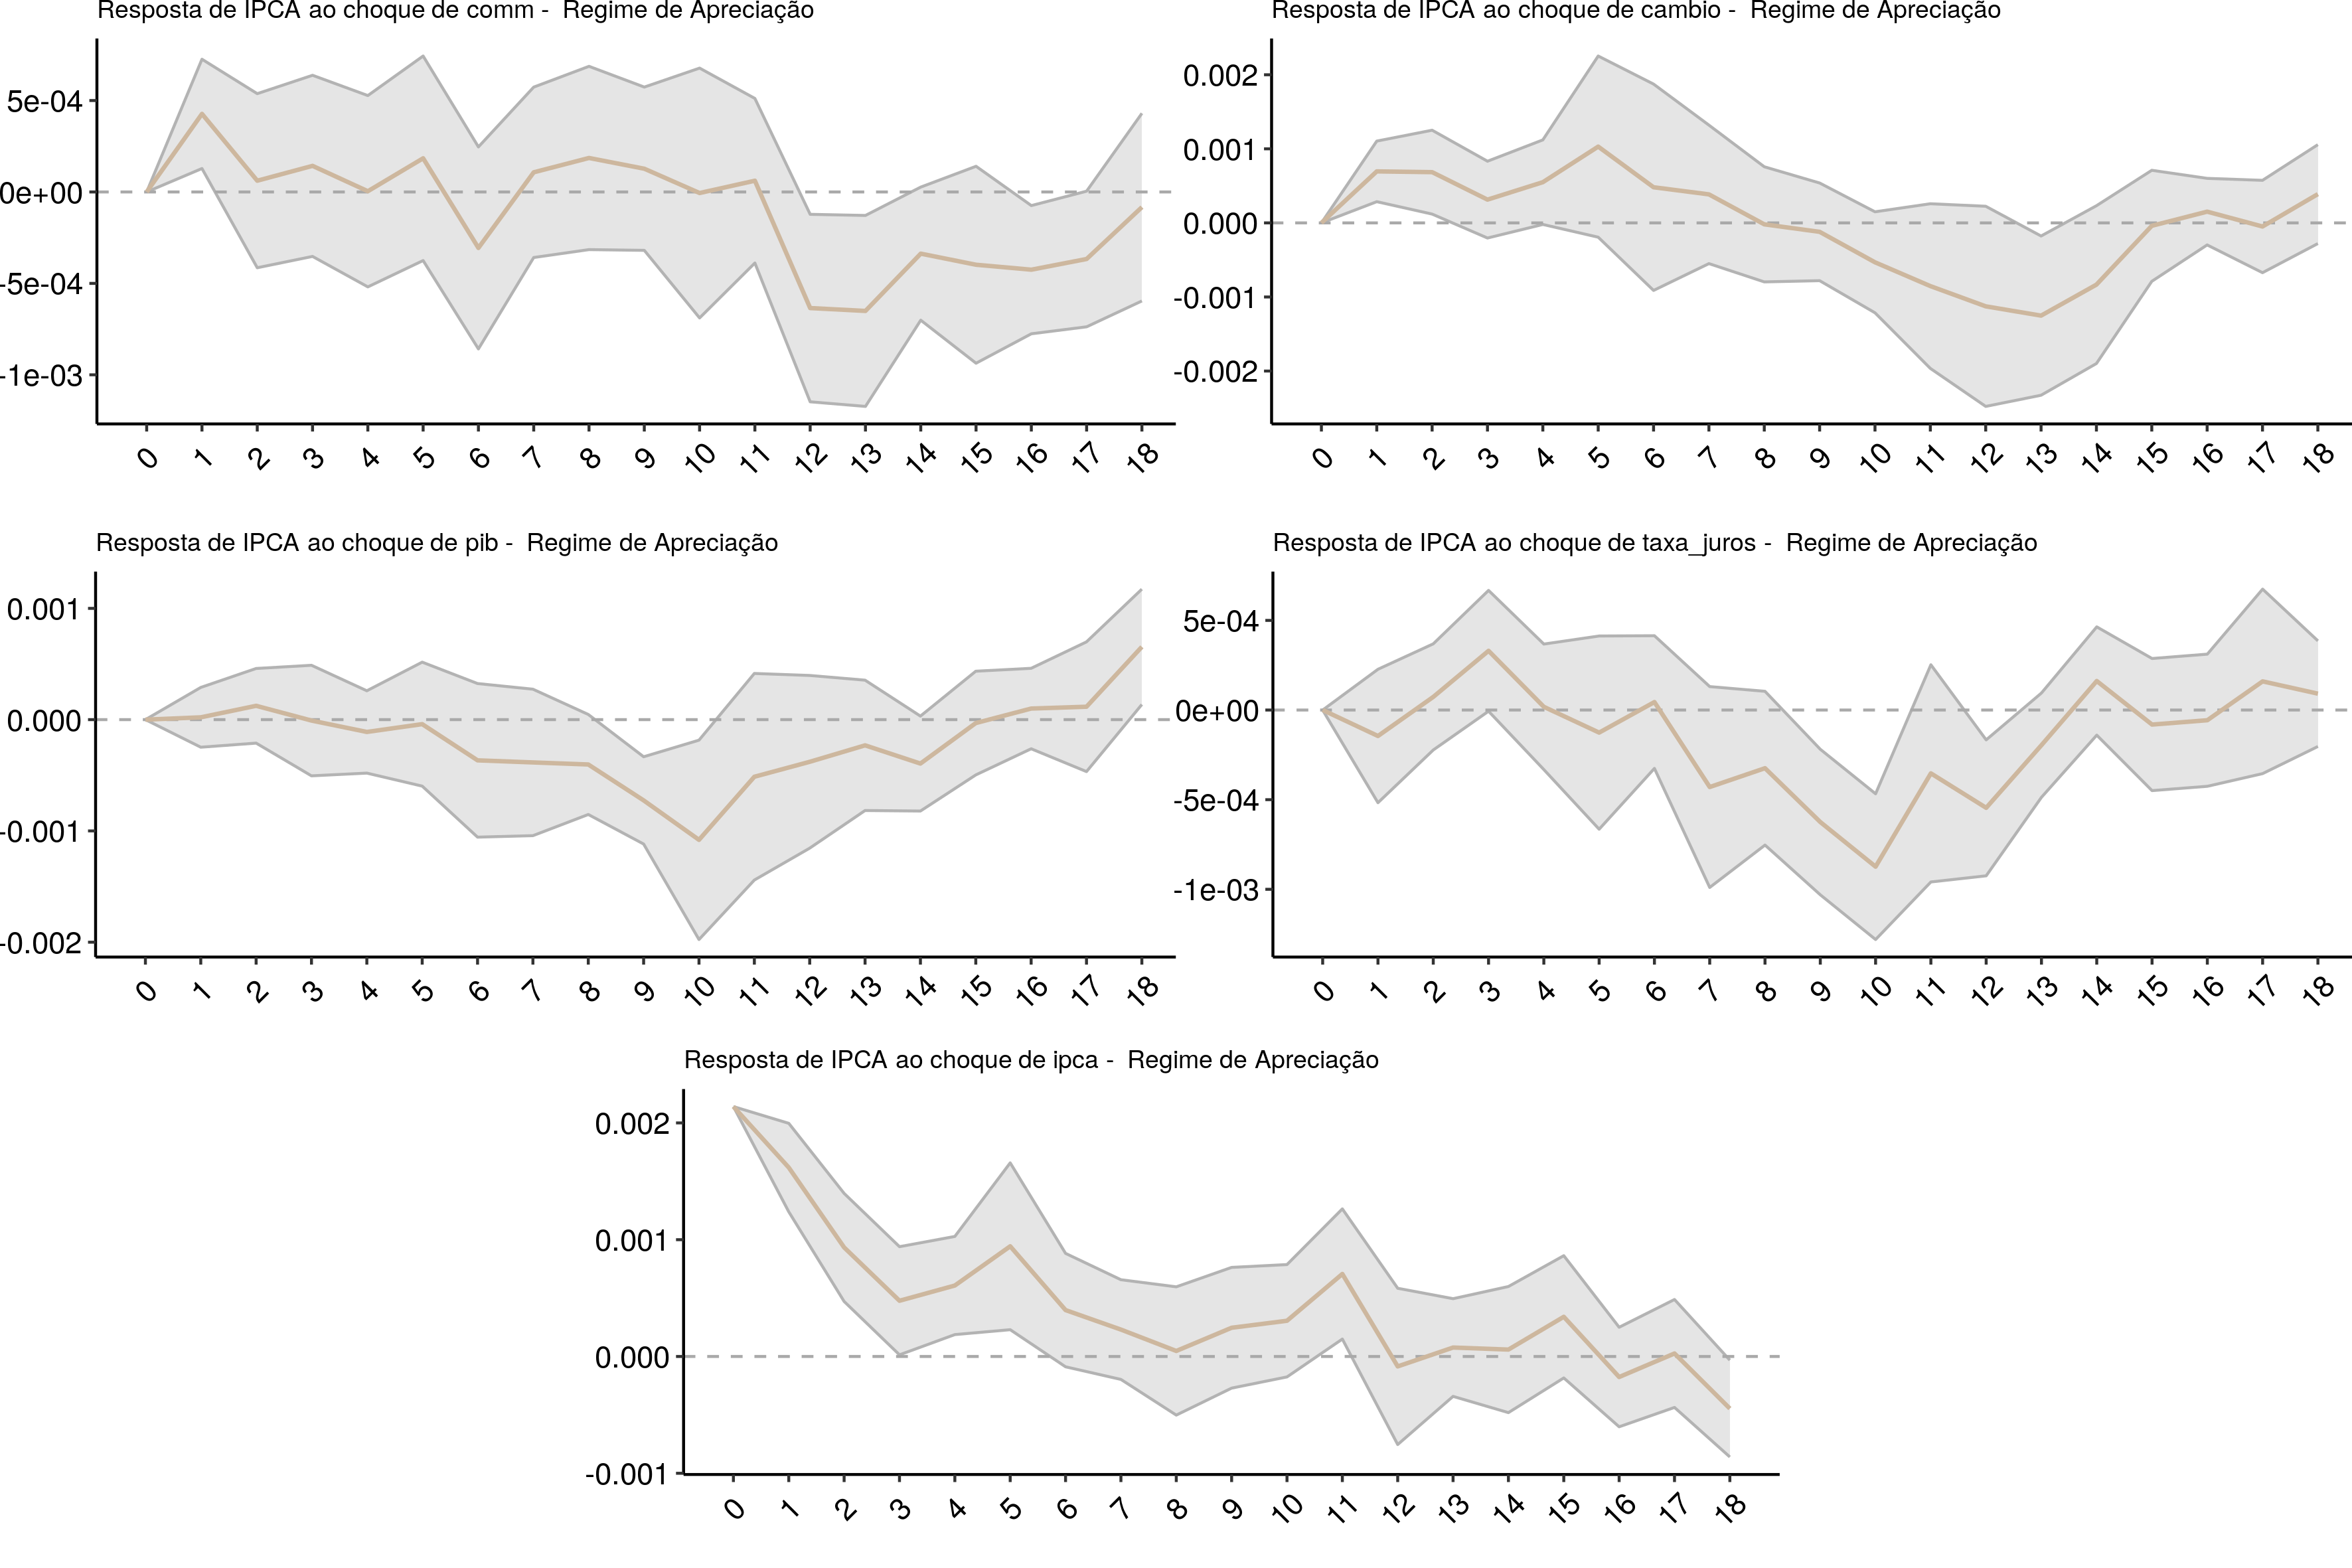 Resposta de IPCA ao choque de comm -  Regime de Apreciação
5e-04
0e+00
-5e-04
-1e-03
0 1 2 3 4 5 6 7 8 9 10 11 12 13 14 15 16 17 18
Resposta de IPCA ao choque de cambio -  Regime de Apreciação
0.002
0.001
0.000
-0.001
-0.002
0 1 2 3 4 5 6 7 8 9 10 11 12 13 14 15 16 17 18
Resposta de IPCA ao choque de pib -  Regime de Apreciação
0.001
0.000
-0.001
-0.002
0 1 2 3 4 5 6 7 8 9 10 11 12 13 14 15 16 17 18
Resposta de IPCA ao choque de taxa_juros -  Regime de Apreciação
5e-04
0e+00
-5e-04
-1e-03
0 1 2 3 4 5 6 7 8 9 10 11 12 13 14 15 16 17 18
Resposta de IPCA ao choque de ipca -  Regime de Apreciação
0.002
0.001
0.000
-0.001
0 1 2 3 4 5 6 7 8 9 10 11 12 13 14 15 16 17 18